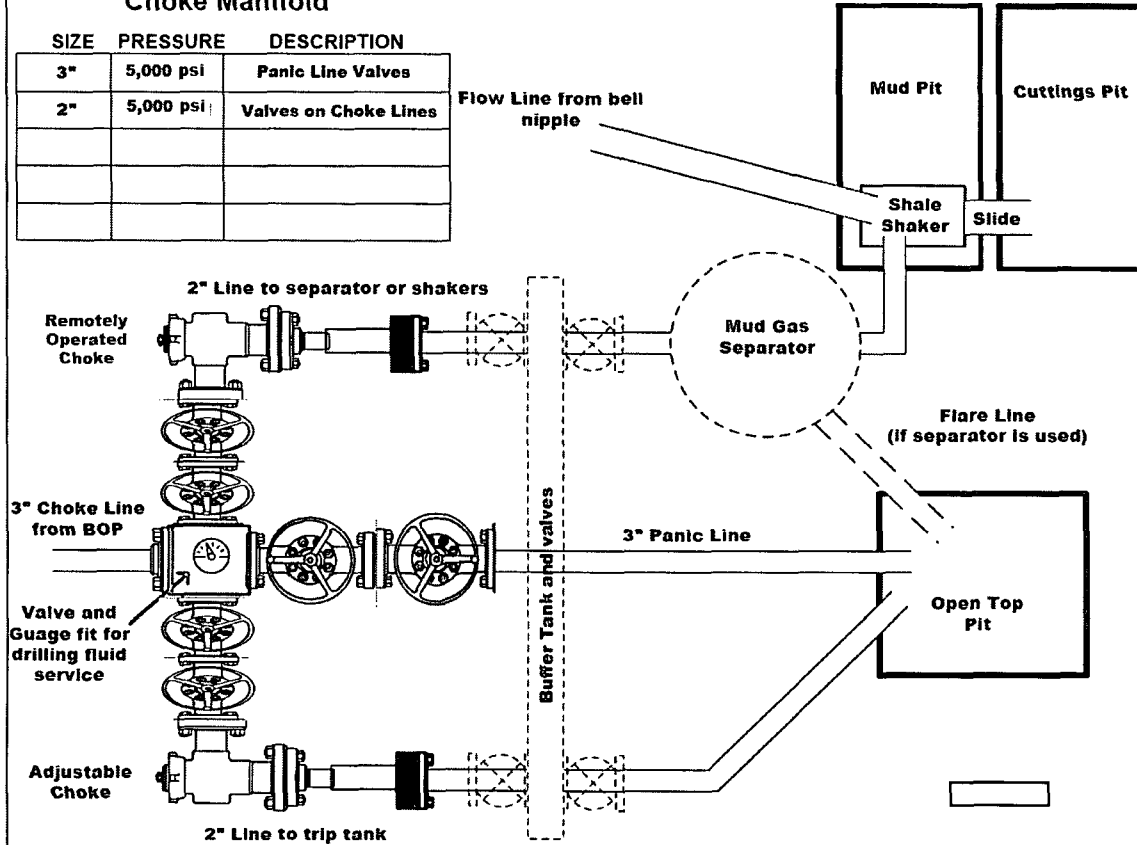 Choke Manifold
SIZE PRESSURE DESCRIPTION
3" 5,000 psi Panic Line Valves
2" 5,000 psi Valves on Choke Lines
Flow Line from bell
nipple
Mud Pit
Cuttings Pit
Shale
Shaker
Slide
2" Line to separator or shakers
Remotely
Operated
Choke
Mud Gas
Separator
Flare Line
(if separator is used)
3" Choke Line
from BOP
3" Panic Line
Buffer Tank and valves
Open Top
Pit
Valve and
Guage fit for
drilling fluid
service
Adjustable
Choke
2" Line to trip tank